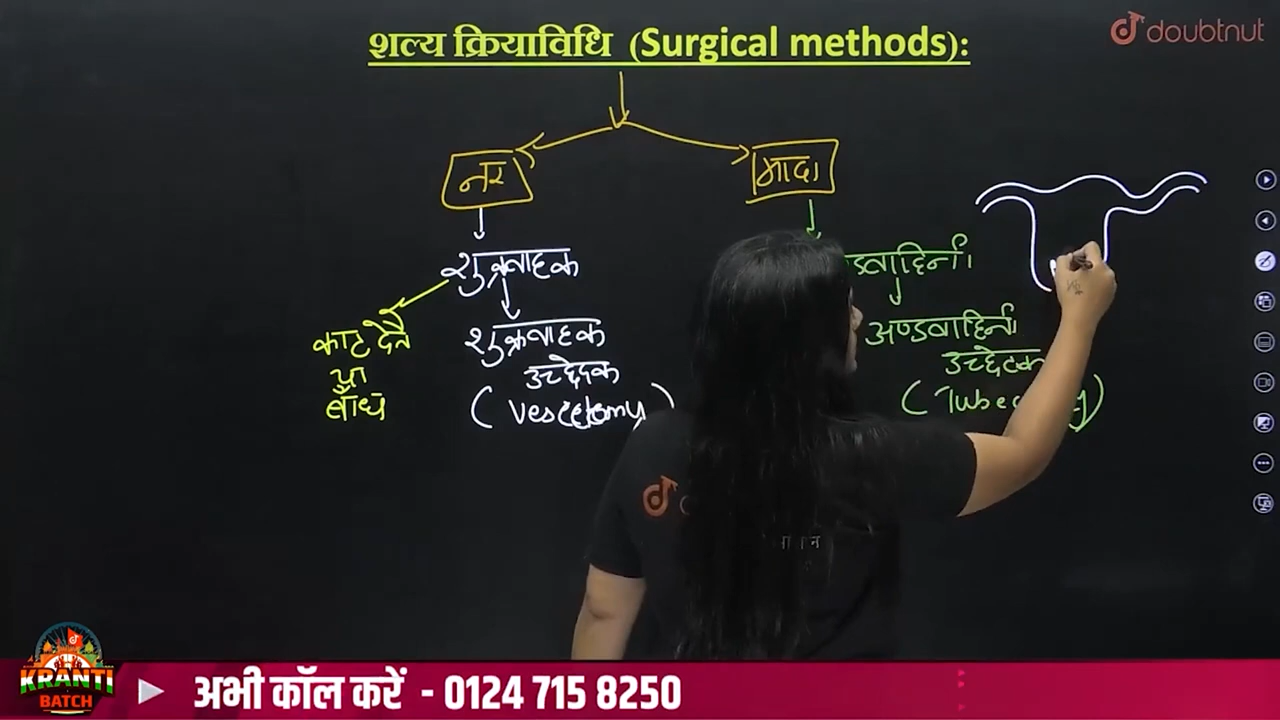 शल्य क्रियाविधि (Surgical methods):
doubtnut
नर
मादा
शुक्रवाहक
डवाहिनी
काट देते
या
बाँध
शुक्रवाहक
उच्छेदक
अण्डवाहिनी
उच्छेदक
KRANTI
BATCH
अभी कॉल करें - 0124 715 8250